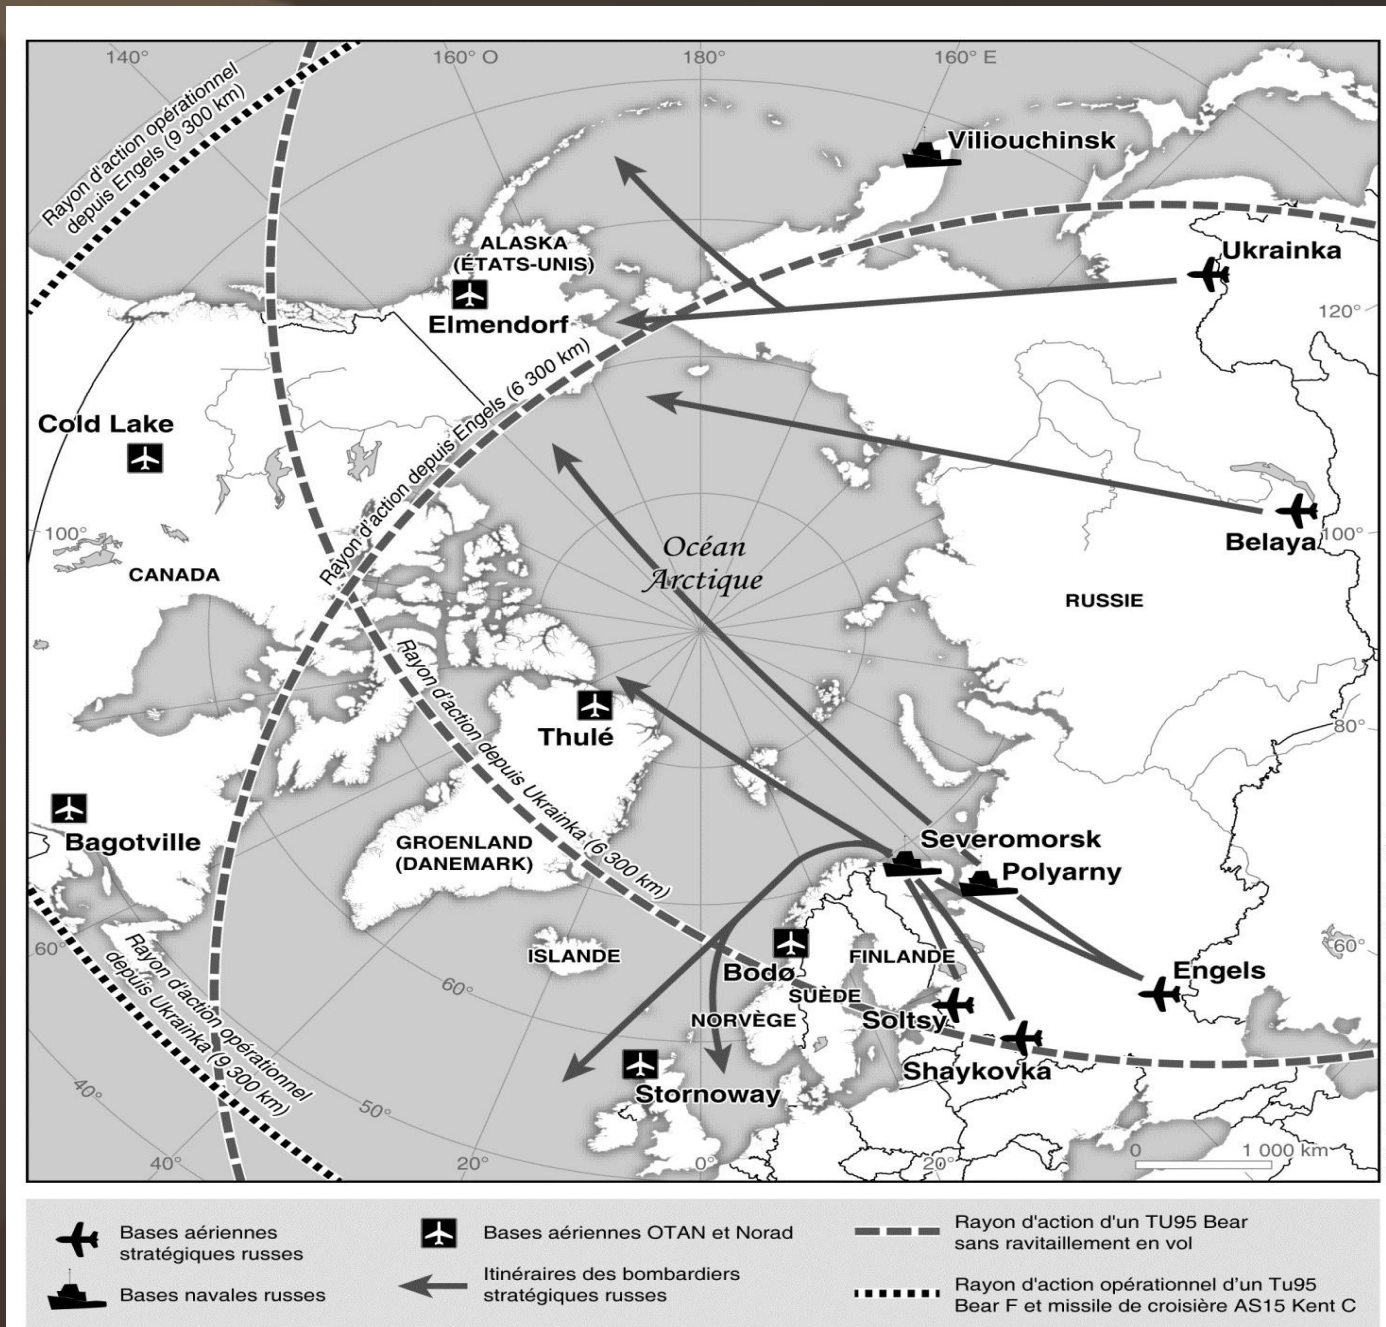 140°
160° O
180°
160° E
Rayon d'action opérationnel
depuis Engels (9 300 km)
Viliouchinsk
Ukrainka
ALASKA
(ÉTATS-UNIS)
Elmendorf
120°
Rayon d'action depuis Engels (6 300 km)
Cold Lake
100°
Océan
Arctique
Belaya
100°
CANADA
RUSSIE
Rayon d'action depuis Ukrainka (6 300 km)
Thulé
80°
Bagotville
GROENLAND
(DANEMARK)
Severomorsk
Polyarny
60°
Rayon d'action opérationnel
depuis Ukrainka (9 300 km)
ISLANDE
Bodø
FINLANDE
60°
Engels
60°
SUÈDE
NORVÈGE
Soltsy
Shaykovka
Stornoway
40°
50°
40°
20°
0°
20°
0
1 000 km
Bases aériennes
stratégiques russes
Bases navales russes
Bases aériennes OTAN et Norad
Itinéraires des bombardiers
stratégiques russes
Rayon d'action d'un TU95 Bear
sans ravitaillement en vol
Rayon d'action opérationnel d'un Tu95
Bear F et missile de croisière AS15 Kent C